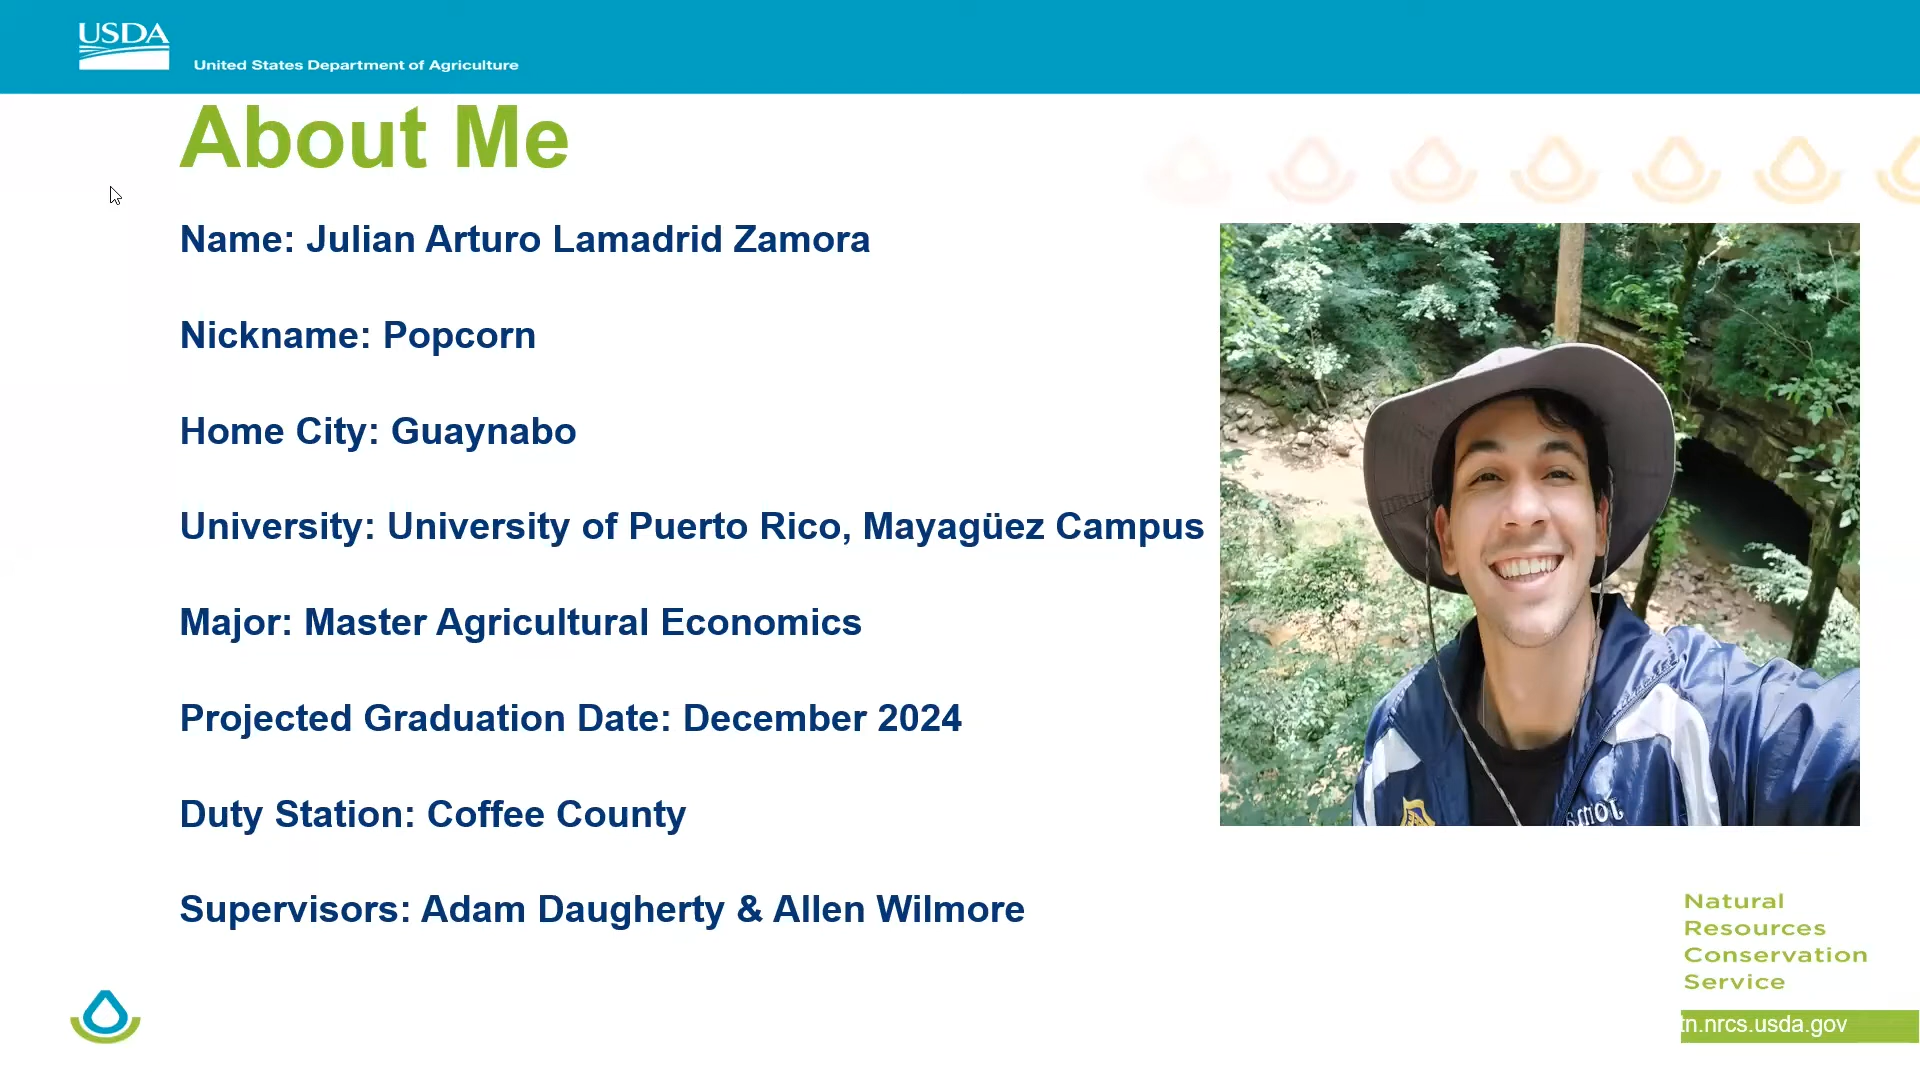 USDA
United States Department of Agriculture
About Me
Name: Julian Arturo Lamadrid Zamora
Nickname: Popcorn
Home City: Guaynabo
University: University of Puerto Rico, Mayagüez Campus
Major: Master Agricultural Economics
Projected Graduation Date: December 2024
Duty Station: Coffee County
Supervisors: Adam Daugherty & Allen Wilmore
Natural
Resources
Conservation
Service
tn.nrcs.usda.gov